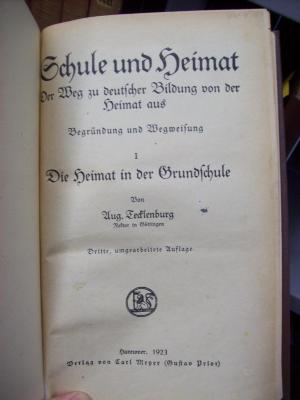 Schule und Heimat
Der Weg zu deutscher Bildung von der
Heimat aus
Begründung und Wegweisung
I
Die Heimat in der Grundschule
Von
Aug. Tecklenburg
Rektor in Göttingen
Dritte, umgearbeitete Auflage
Hannover, 1923
Verlag von Carl Meyer (Gustav Prior)